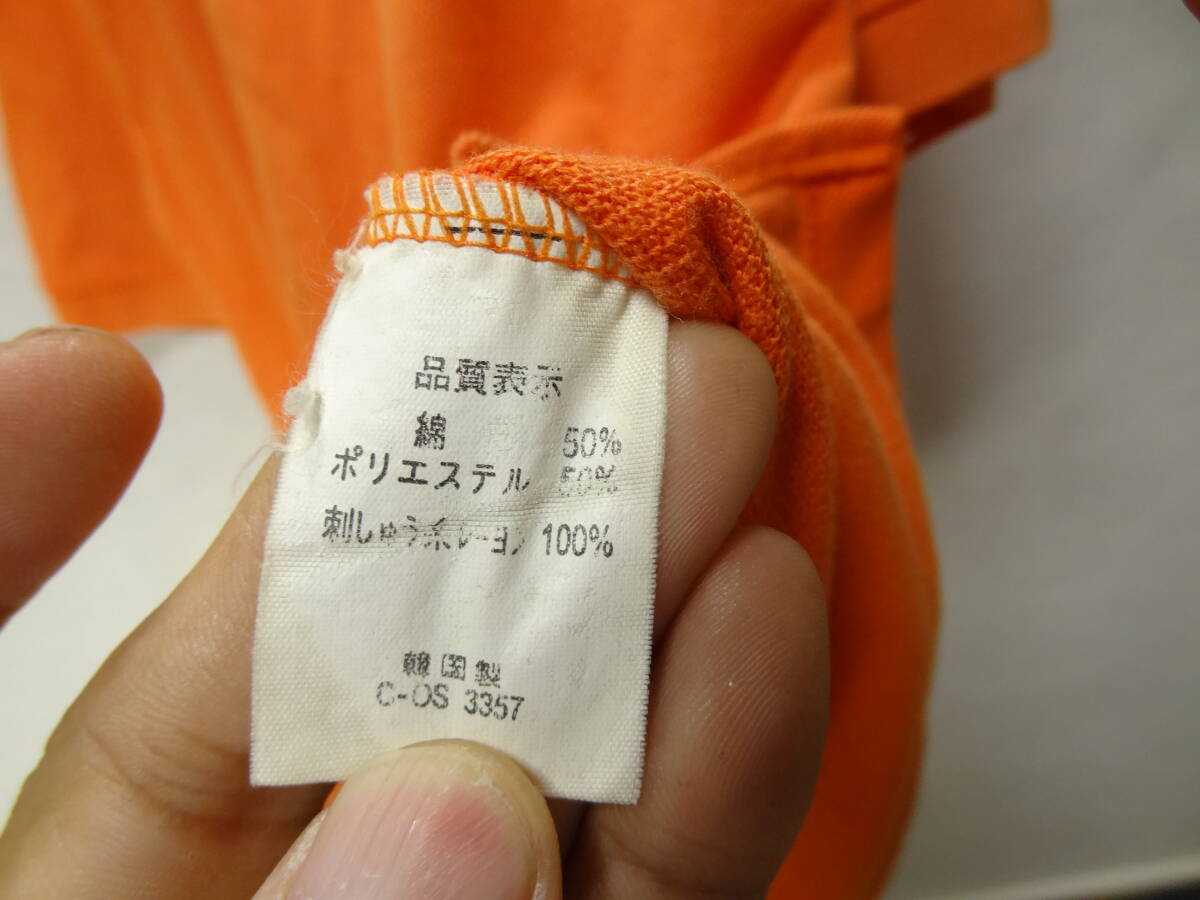 品質表示
綿 50%
ポリエステル 50%
刺しゅう糸レーヨン 100%
韓国製
C-OS 3357